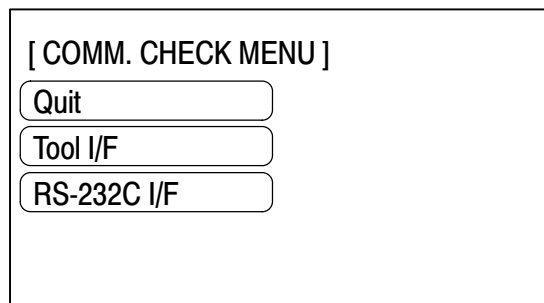 [ COMM. CHECK MENU ]
Quit
Tool I/F
RS-232C I/F